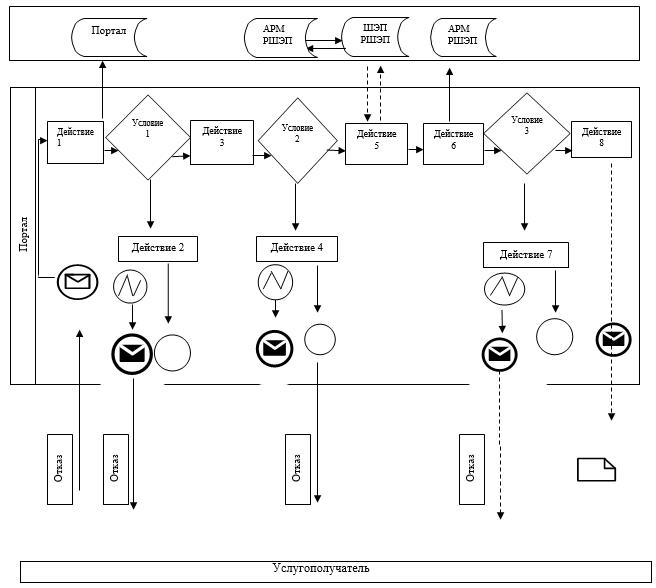 Портал
АРМ
РШЭП
ШЭП
РШЭП
АРМ
РШЭП
Портал
Действие
1
Условие
1
Действие
3
Условие
2
Действие
5
Действие
6
Условие
3
Действие
8
Действие 2
Действие 4
Действие 7
Отказ
Отказ
Отказ
Отказ
Услугополучатель